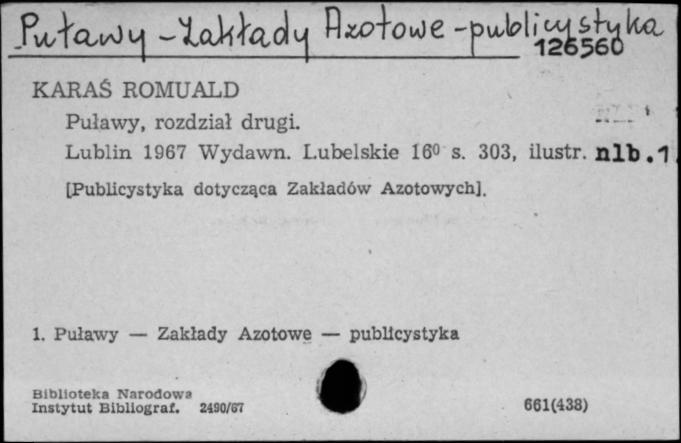 Puławy - Zakłady Azotowe - publicystyka
126560
KARAŚ ROMUALD
Puławy, rozdział drugi.
Lublin 1967 Wydawn. Lubelskie 16⁰ s. 303, ilustr. nlb.1.
[Publicystyka dotycząca Zakładów Azotowych].
1. Puławy — Zakłady Azotowe — publicystyka
Biblioteka Narodowa
Instytut Bibliograf. 2490/67
661(438)